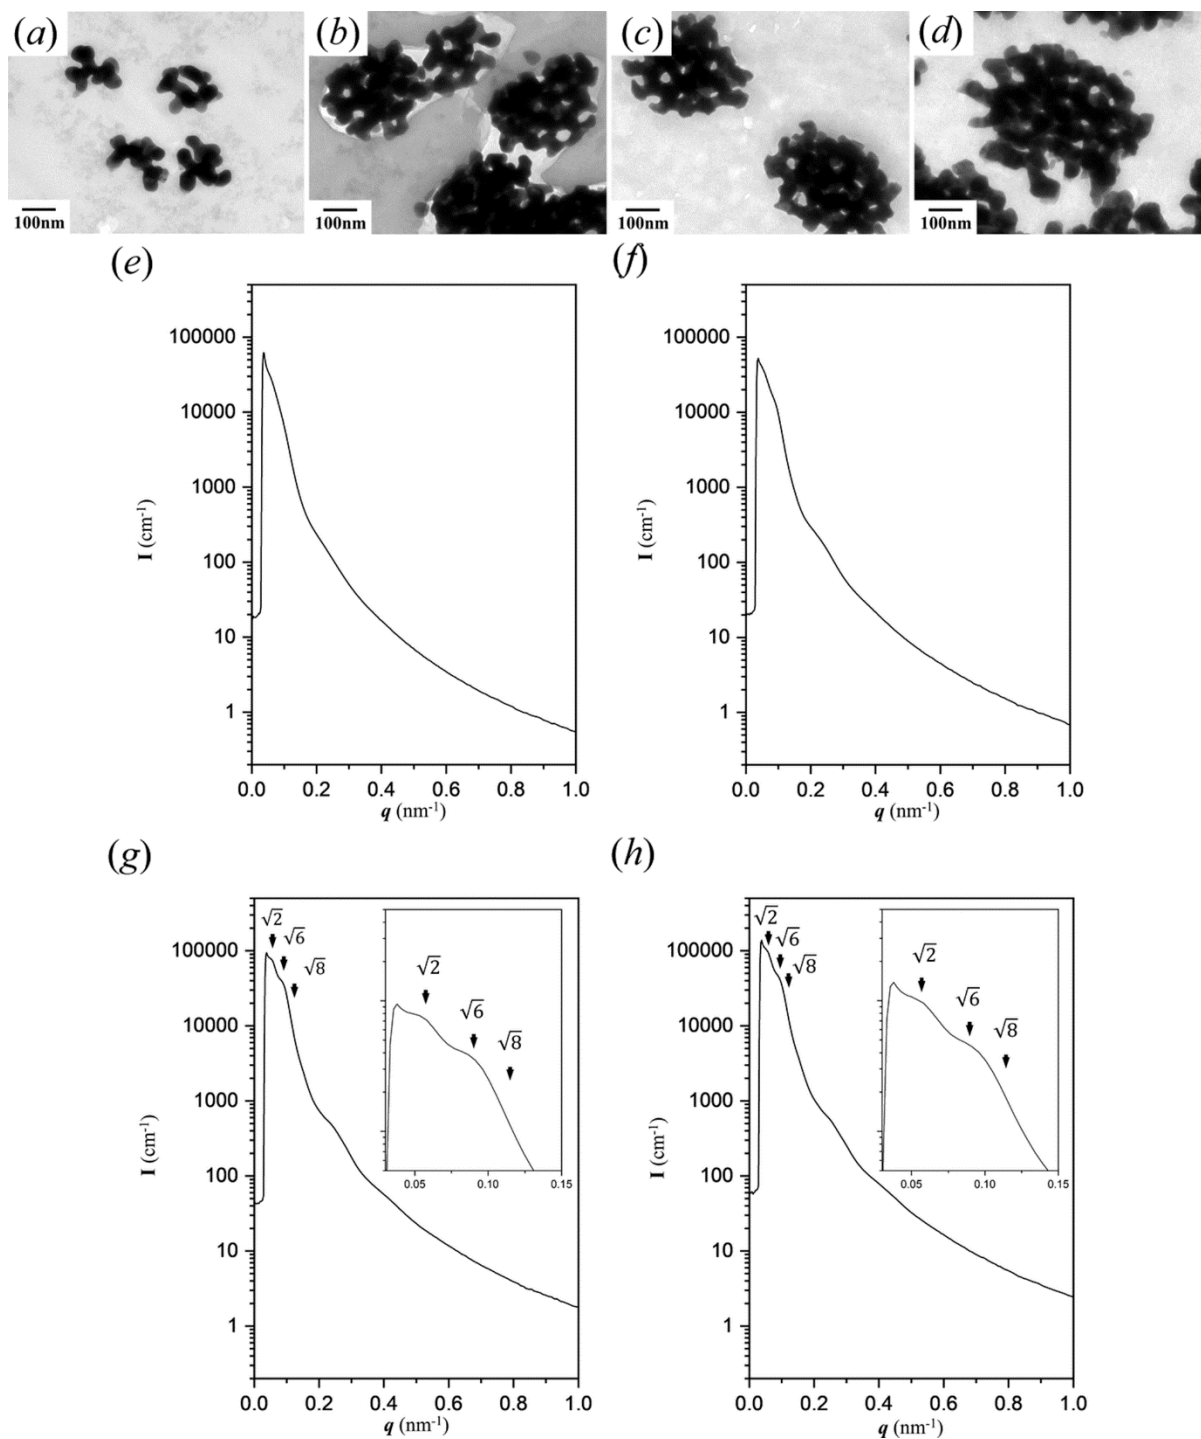 (a) (b) (c) (d)
100nm 100nm 100nm 100nm
(e) (f)
100000 100000
10000 10000
1000 1000
100 100
10 10
1 1
0.0 0.2 0.4 0.6 0.8 1.0 0.0 0.2 0.4 0.6 0.8 1.0
I (cm⁻¹) I (cm⁻¹)
q (nm⁻¹) q (nm⁻¹)
(g) (h)
√2 √6 √8 √2 √6 √8
√2 √6 √8 √2 √6 √8
0.05 0.10 0.15 0.05 0.10 0.15
100000 100000
10000 10000
1000 1000
100 100
10 10
1 1
0.0 0.2 0.4 0.6 0.8 1.0 0.0 0.2 0.4 0.6 0.8 1.0
I (cm⁻¹) I (cm⁻¹)
q (nm⁻¹) q (nm⁻¹)